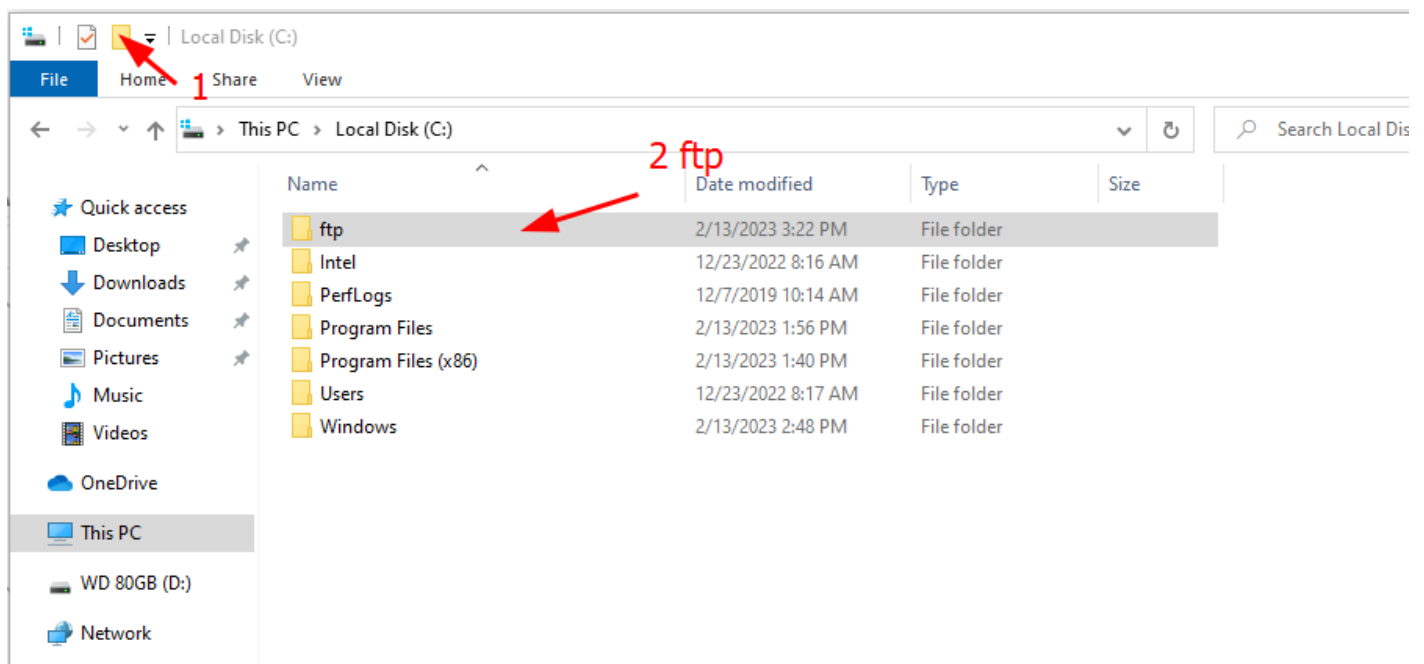 Local Disk (C:)
File Home Share View
1
This PC > Local Disk (C:)
Search Local Dis
2 ftp
Name Date modified Type Size
Quick access
Desktop
Downloads
Documents
Pictures
Music
Videos
OneDrive
This PC
WD 80GB (D:)
Network
ftp 2/13/2023 3:22 PM File folder
Intel 12/23/2022 8:16 AM File folder
PerfLogs 12/7/2019 10:14 AM File folder
Program Files 2/13/2023 1:56 PM File folder
Program Files (x86) 2/13/2023 1:40 PM File folder
Users 12/23/2022 8:17 AM File folder
Windows 2/13/2023 2:48 PM File folder